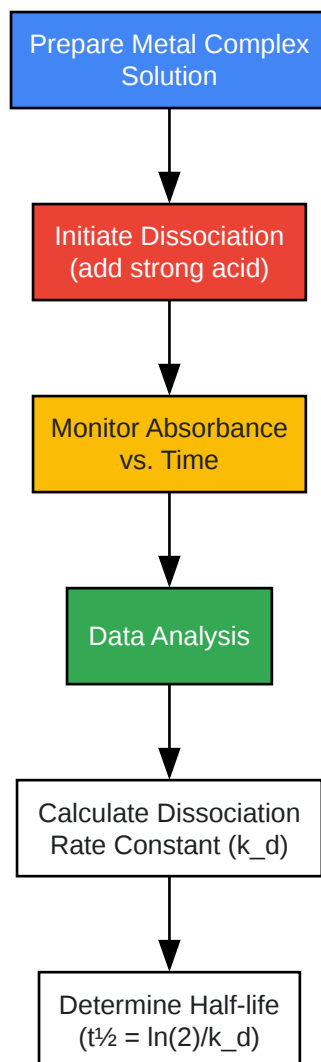 Prepare Metal Complex
Solution
Initiate Dissociation
(add strong acid)
Monitor Absorbance
vs. Time
Data Analysis
Calculate Dissociation
Rate Constant (k_d)
Determine Half-life
(t½ = ln(2)/k_d)